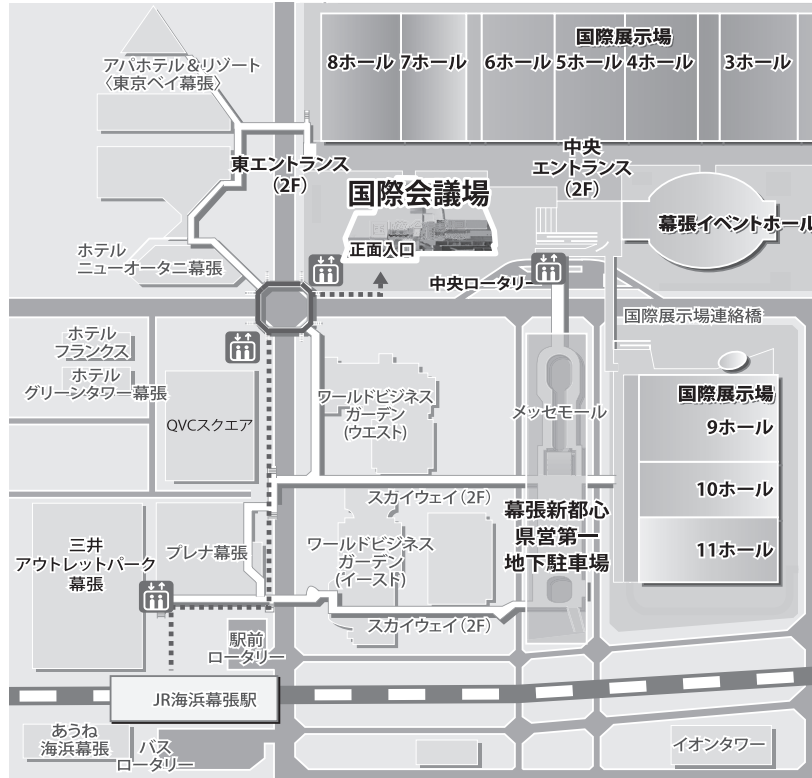 国際展示場
8ホール
7ホール
6ホール
5ホール
4ホール
3ホール
アパホテル&リゾート
〈東京ベイ幕張〉
東エントランス
(2F)
中央
エントランス
(2F)
国際会議場
正面入口
幕張イベントホール
ホテル
ニューオータニ幕張
中央ロータリー
国際展示場連絡橋
ホテル
フランクス
ホテル
グリーンタワー幕張
QVCスクエア
ワールドビジネス
ガーデン
(ウエスト)
メッセモール
国際展示場
9ホール
10ホール
11ホール
スカイウェイ(2F)
幕張新都心
県営第一
地下駐車場
三井
アウトレットパーク
幕張
プレナ幕張
ワールドビジネス
ガーデン
(イースト)
スカイウェイ(2F)
駅前
ロータリー
JR海浜幕張駅
あうね
海浜幕張
バス
ロータリー
イオンタワー